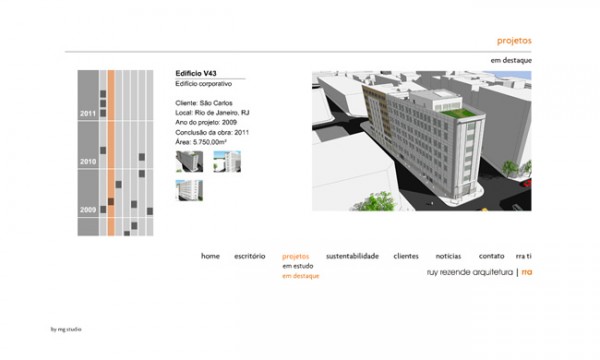 projetos
em destaque
2011
2010
2009
Edifício V43
Edifício corporativo
Cliente: São Carlos
Local: Rio de Janeiro, RJ
Ano do projeto: 2009
Conclusão da obra: 2011
Área: 5.750,00m²
home escritório projetos sustentabilidade clientes notícias contato rra ti
em estudo
em destaque
ruy rezende arquitetura | rra
by mg studio